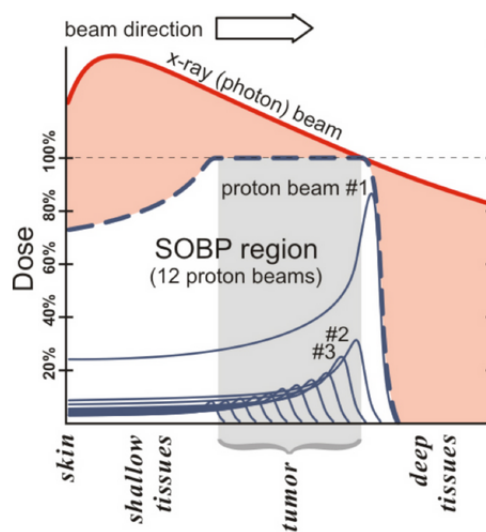 beam direction
x-ray (photon) beam
100%
80%
60%
40%
20%
Dose
proton beam #1
SOBP region
(12 proton beams)
#2
#3
skin
shallow
tissues
tumor
deep
tissues